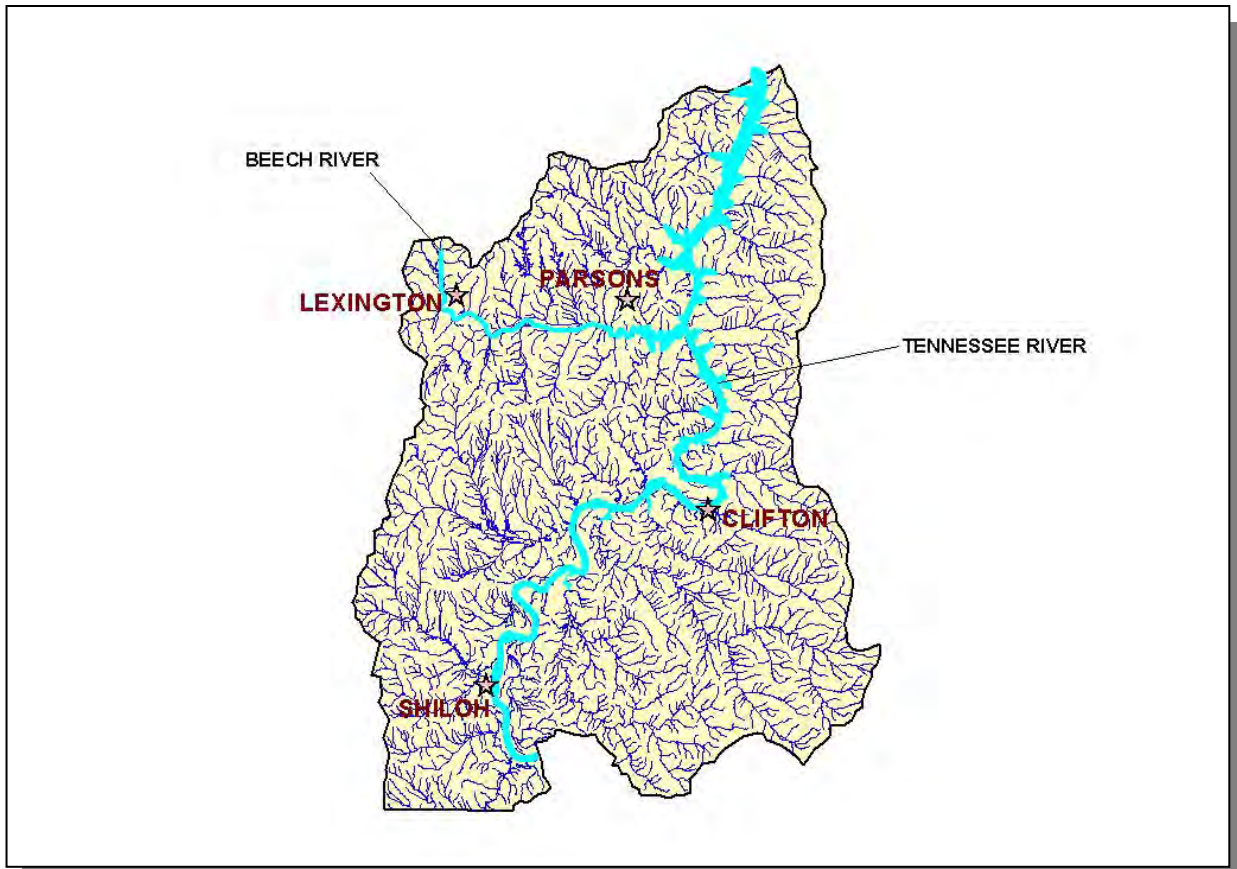 BEECH RIVER
PARSONS
LEXINGTON
TENNESSEE RIVER
CLIFTON
SHILOH